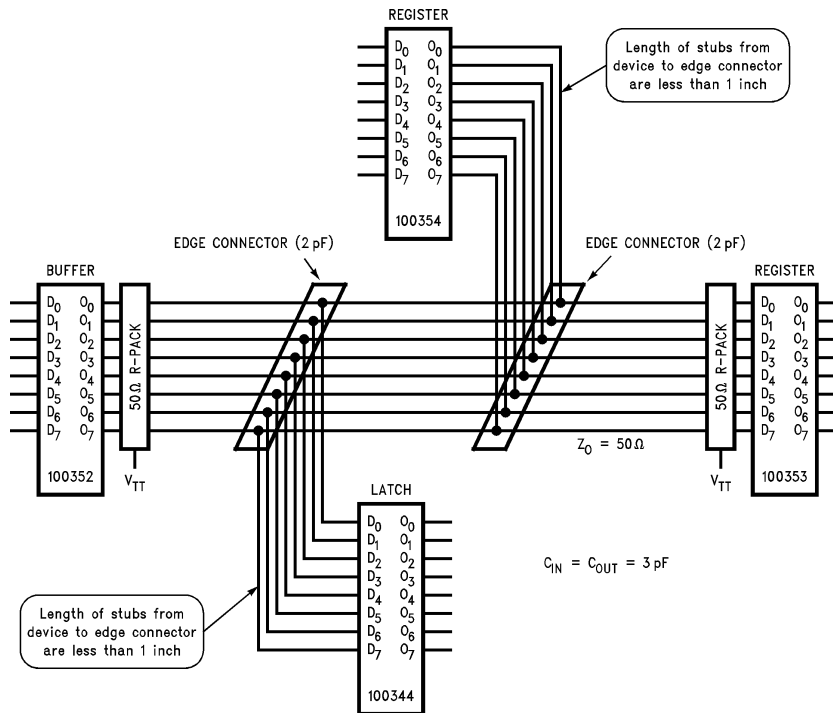 REGISTER
D0 O0
D1 O1
D2 O2
D3 O3
D4 O4
D5 O5
D6 O6
D7 O7
100354
Length of stubs from
device to edge connector
are less than 1 inch
EDGE CONNECTOR (2 pF)
EDGE CONNECTOR (2 pF)
BUFFER
D0 O0
D1 O1
D2 O2
D3 O3
D4 O4
D5 O5
D6 O6
D7 O7
100352
50Ω R-PACK
VTT
ZO = 50Ω
50Ω R-PACK
VTT
REGISTER
D0 O0
D1 O1
D2 O2
D3 O3
D4 O4
D5 O5
D6 O6
D7 O7
100353
LATCH
D0 O0
D1 O1
D2 O2
D3 O3
D4 O4
D5 O5
D6 O6
D7 O7
100344
CIN = COUT = 3 pF
Length of stubs from
device to edge connector
are less than 1 inch